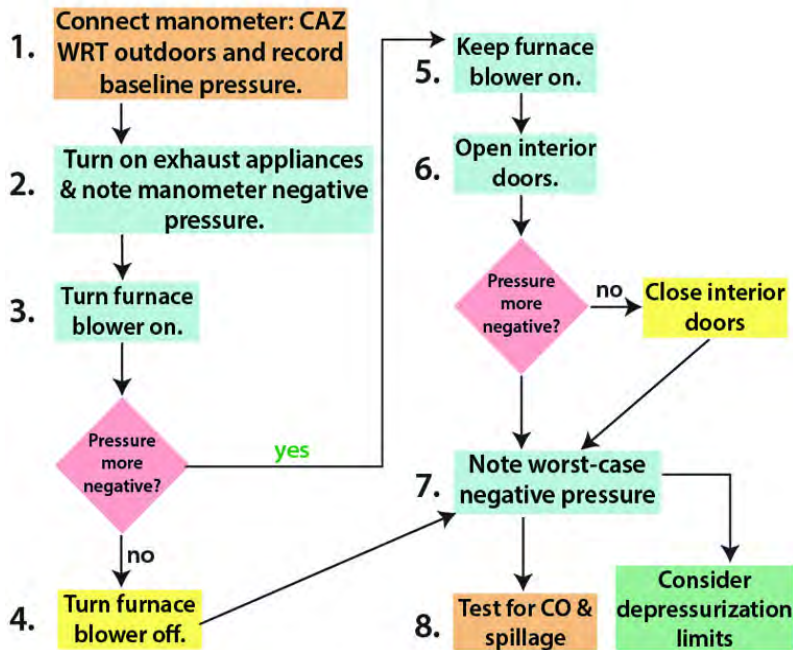 1.
Connect manometer: CAZ
WRT outdoors and record
baseline pressure.
2.
Turn on exhaust appliances
& note manometer negative
pressure.
3.
Turn furnace
blower on.
Pressure
more
negative?
yes
no
4.
Turn furnace
blower off.
5.
Keep furnace
blower on.
6.
Open interior
doors.
Pressure
more
negative?
no
Close interior
doors
7.
Note worst-case
negative pressure
8.
Test for CO &
spillage
Consider
depressurization
limits